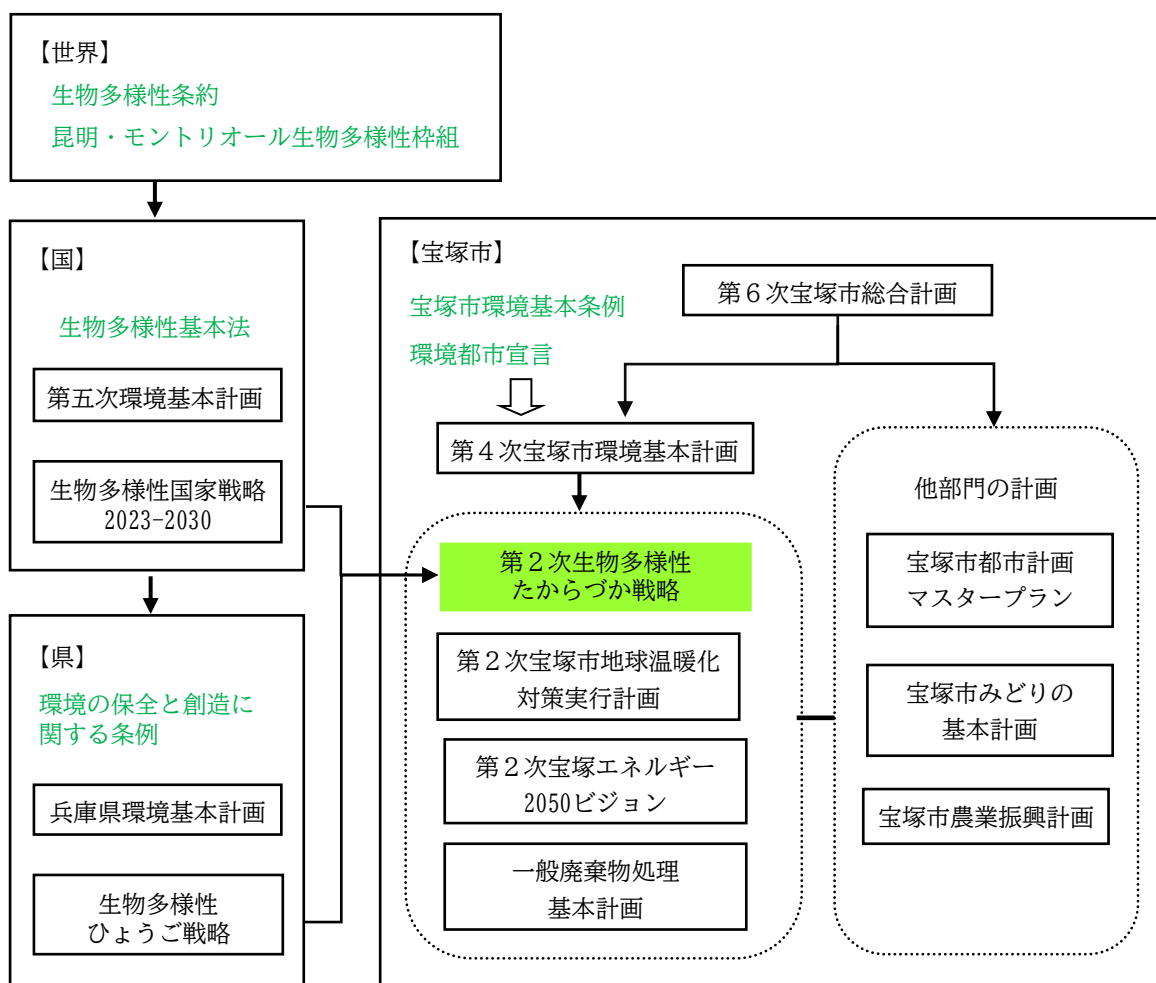 【世界】
生物多様性条約
昆明・モントリオール生物多様性枠組
【国】
生物多様性基本法
第五次環境基本計画
生物多様性国家戦略
2023-2030
【県】
環境の保全と創造に
関する条例
兵庫県環境基本計画
生物多様性
ひょうご戦略
【宝塚市】
第６次宝塚市総合計画
宝塚市環境基本条例
環境都市宣言
第４次宝塚市環境基本計画
第２次生物多様性
たからづか戦略
第２次宝塚市地球温暖化
対策実行計画
第２次宝塚エネルギー
2050ビジョン
一般廃棄物処理
基本計画
他部門の計画
宝塚市都市計画
マスタープラン
宝塚市みどりの
基本計画
宝塚市農業振興計画